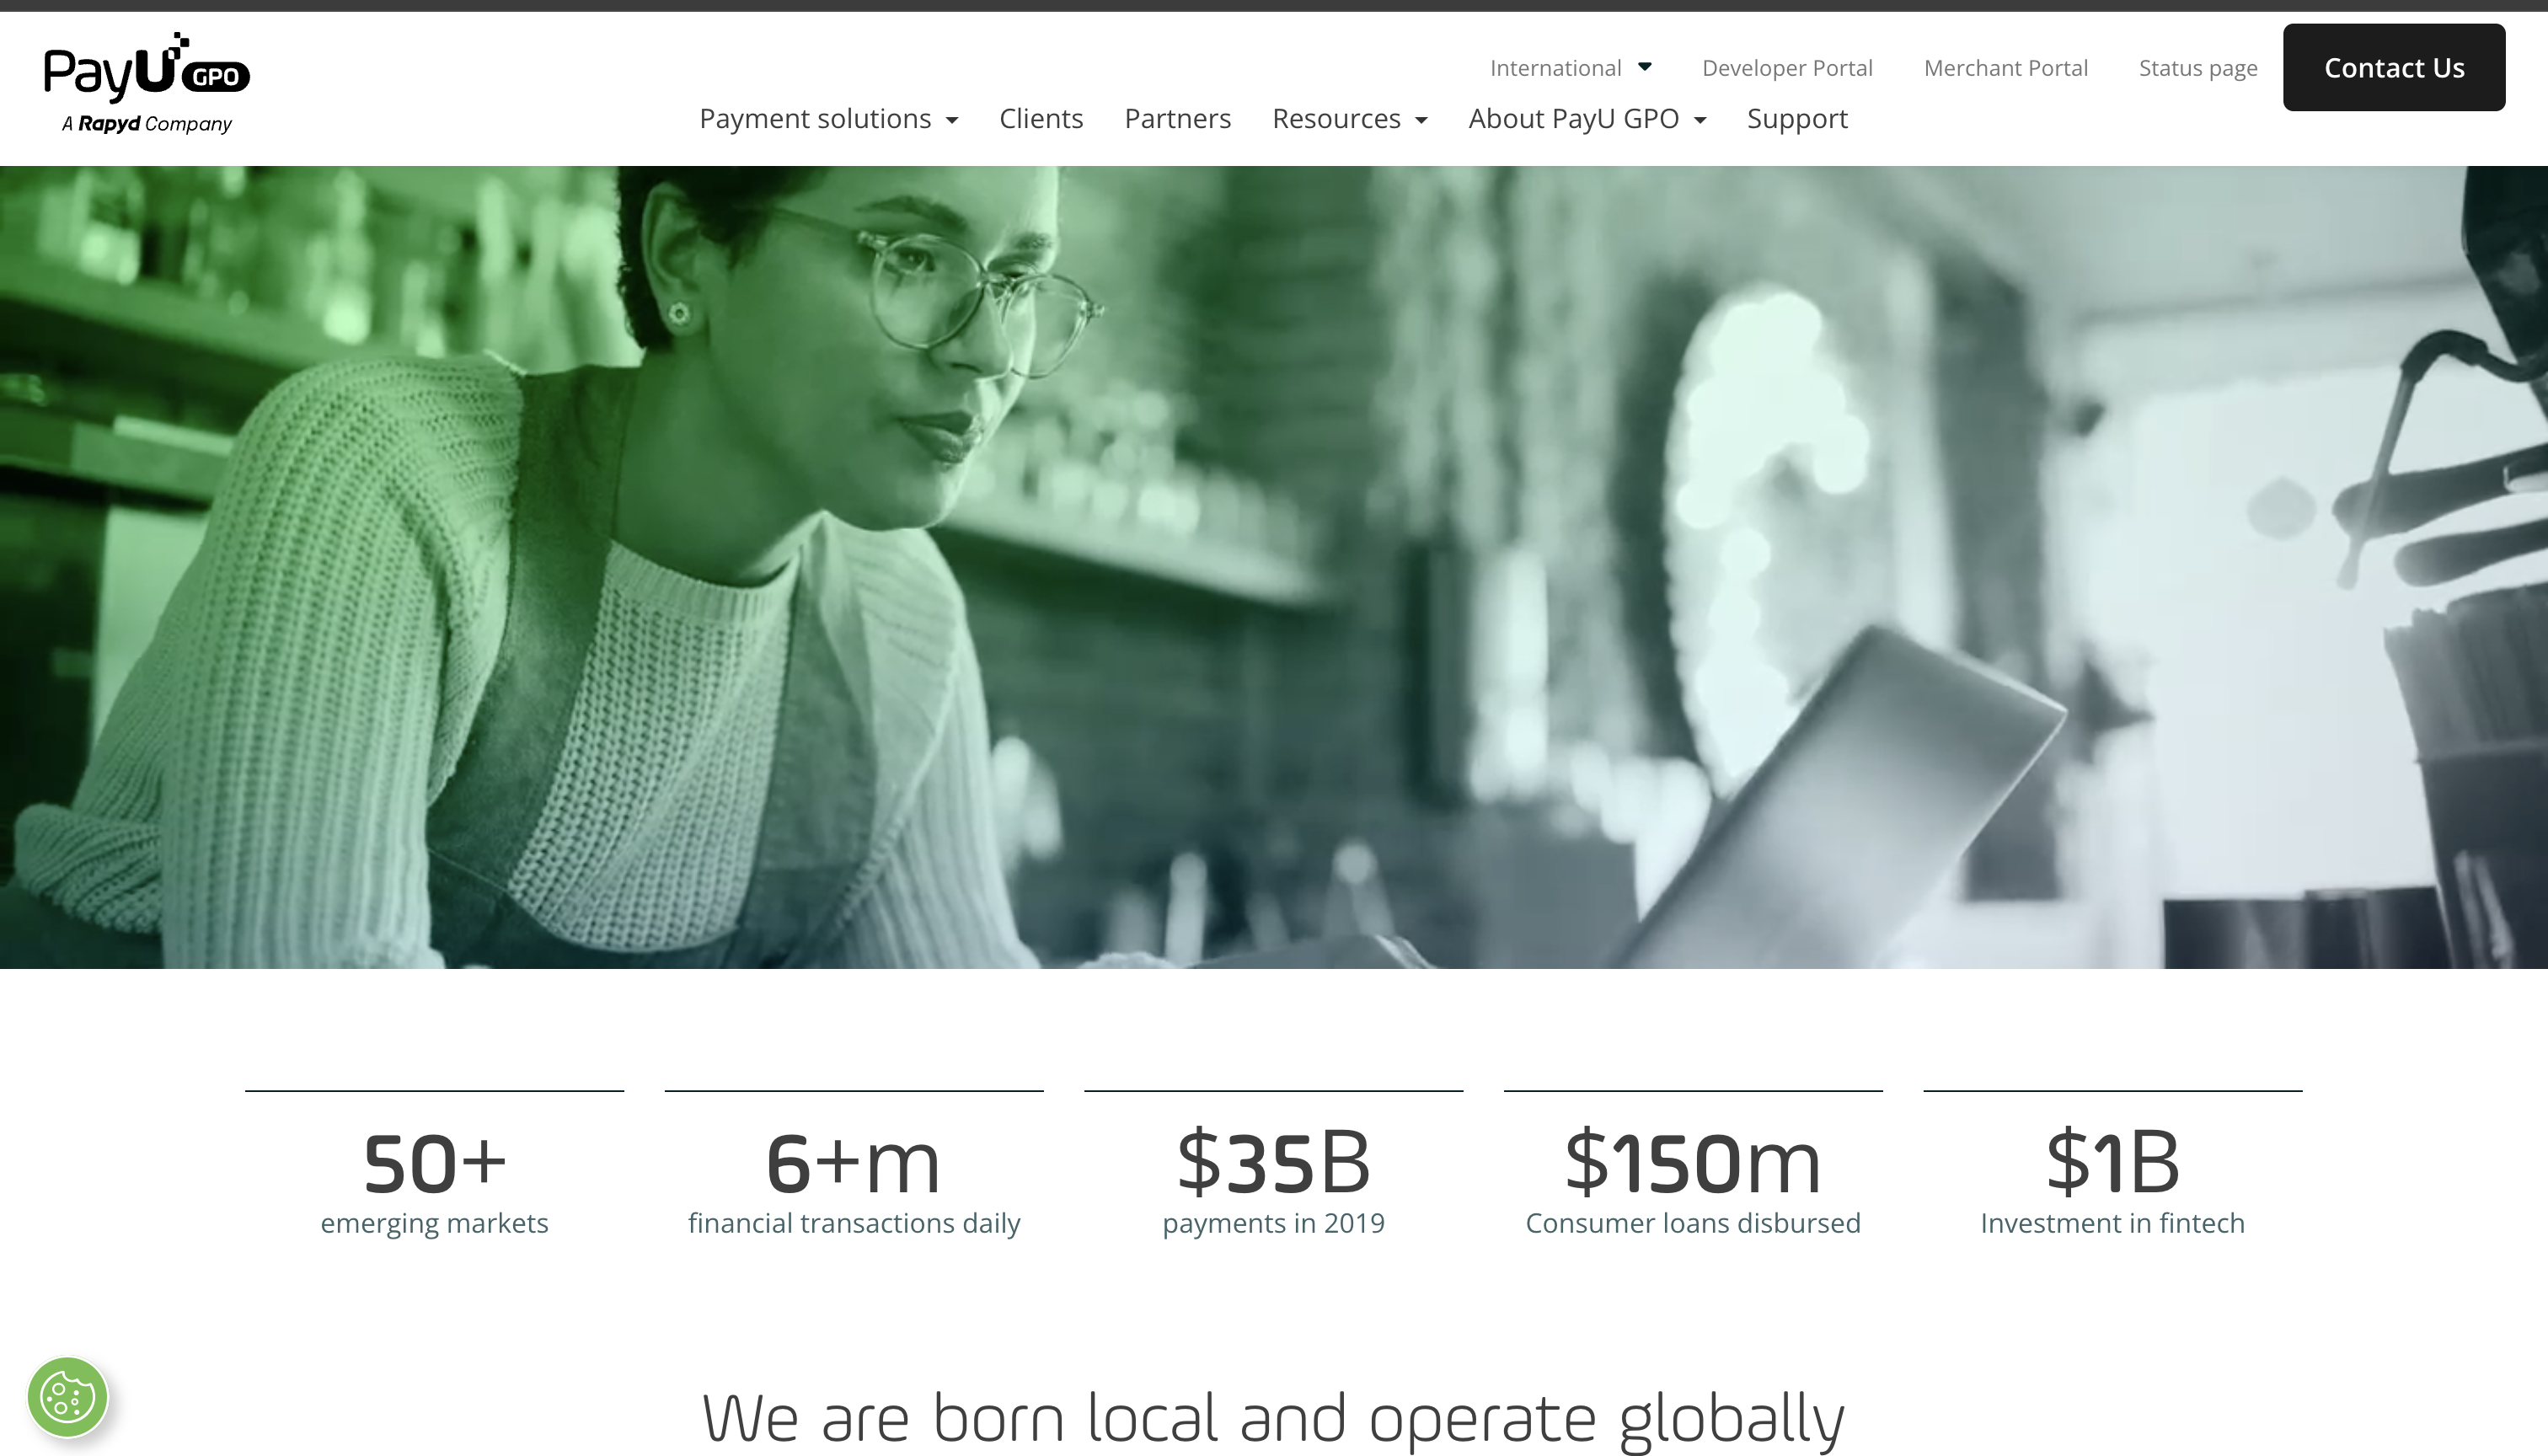 PayU GPO
A Rapyd Company
International
Developer Portal
Merchant Portal
Status page
Contact Us
Payment solutions
Clients
Partners
Resources
About PayU GPO
Support
50+
emerging markets
6+m
financial transactions daily
$35B
payments in 2019
$150m
Consumer loans disbursed
$1B
Investment in fintech
We are born local and operate globally